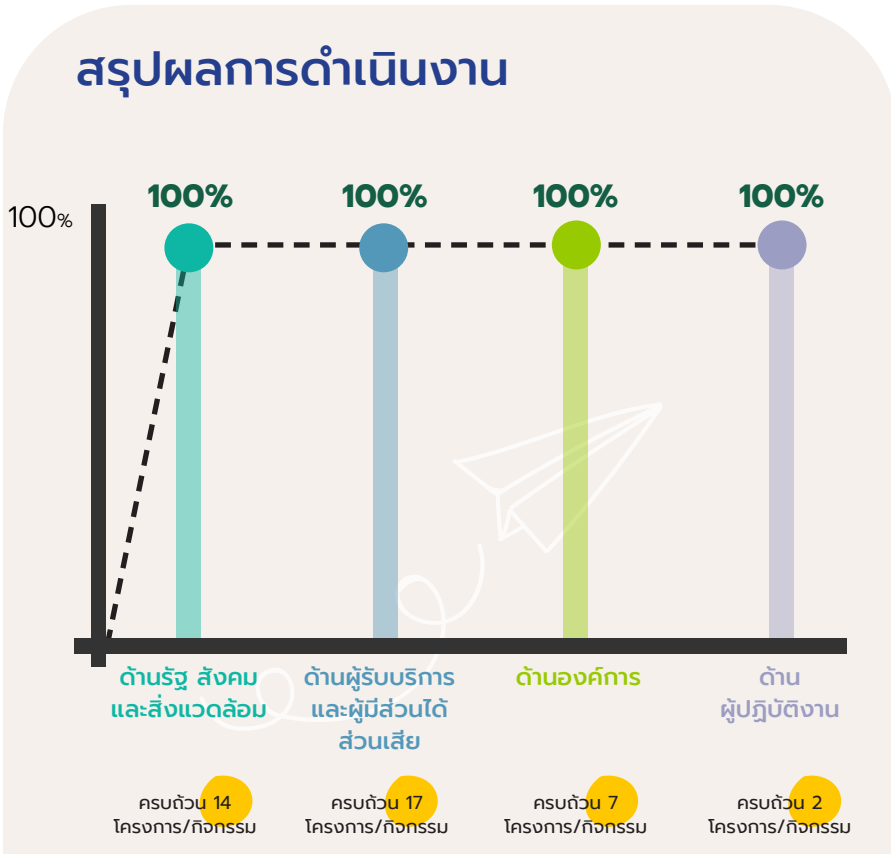 สรุปผลการดำเนินงาน
100%
100%
100%
100%
100%
ด้านรัฐ สังคม
และสิ่งแวดล้อม
ด้านผู้รับบริการ
และผู้มีส่วนได้
ส่วนเสีย
ด้านองค์การ
ด้าน
ผู้ปฏิบัติงาน
ครบถ้วน 14
โครงการ/กิจกรรม
ครบถ้วน 17
โครงการ/กิจกรรม
ครบถ้วน 7
โครงการ/กิจกรรม
ครบถ้วน 2
โครงการ/กิจกรรม